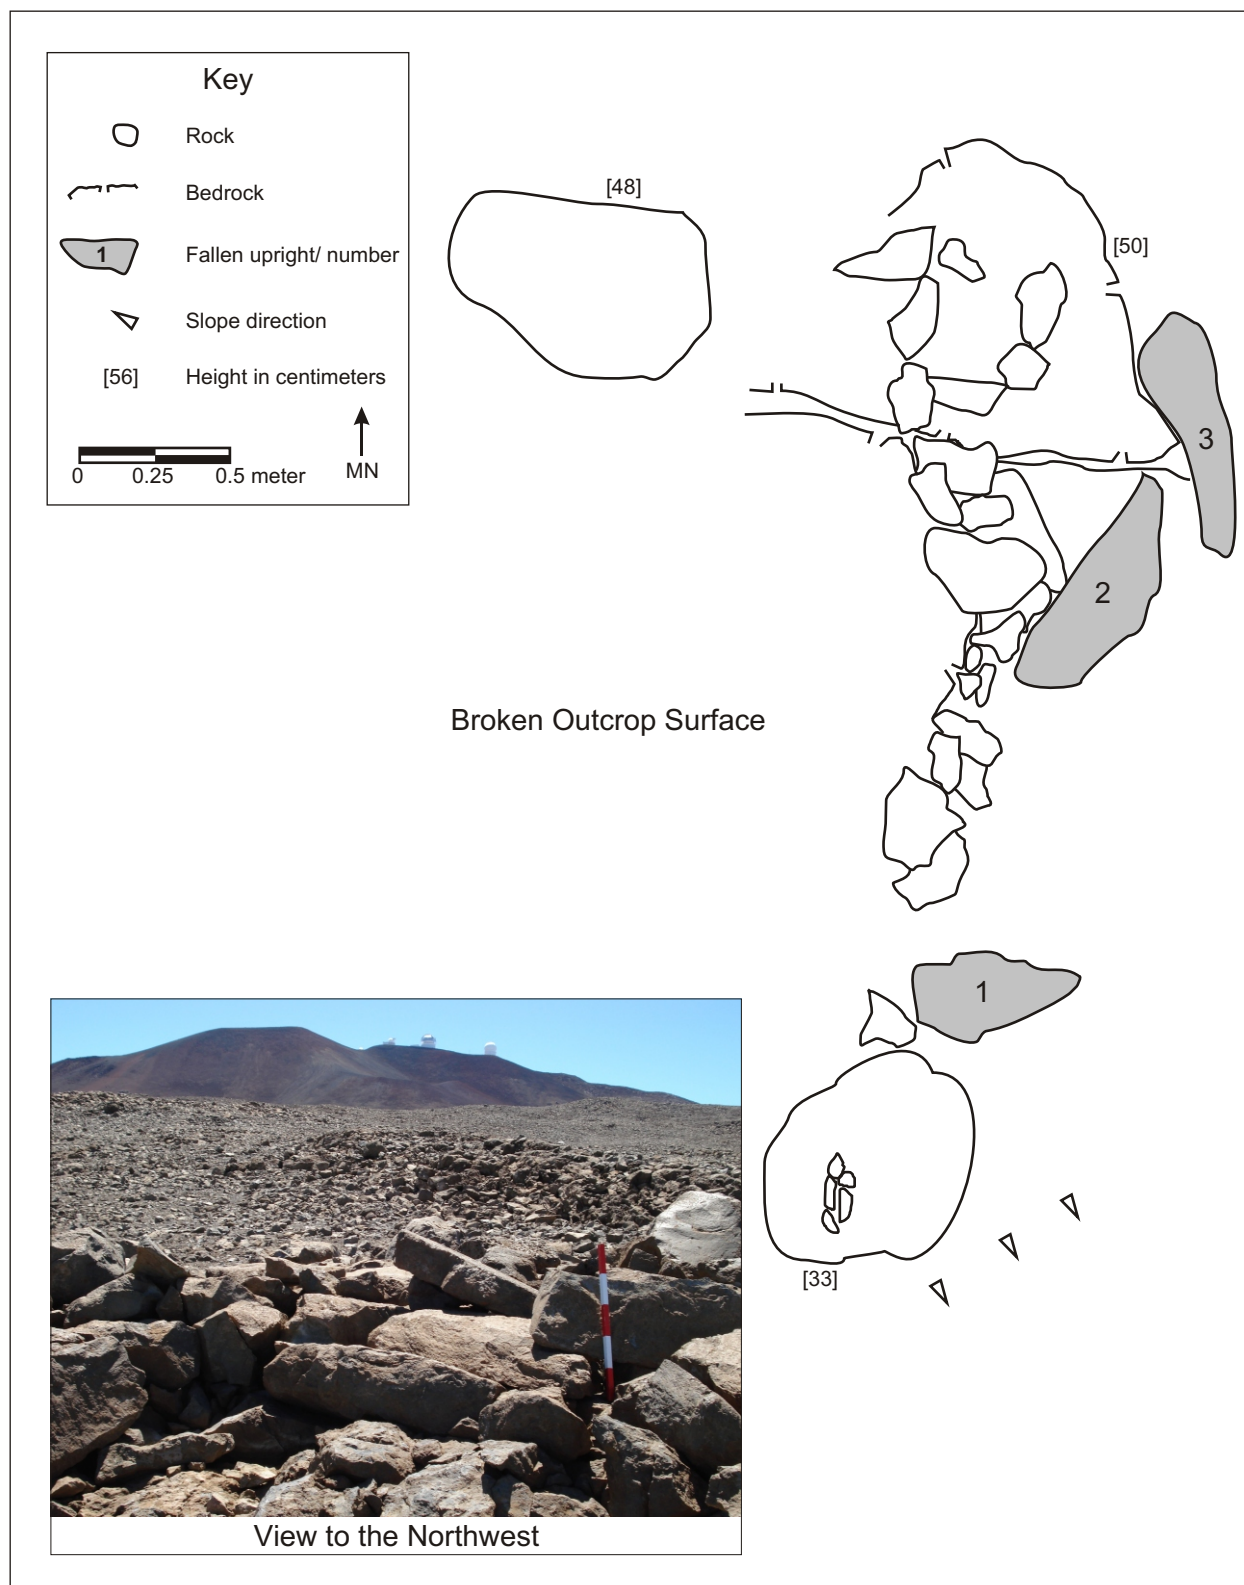 Key
Rock
Bedrock
1 Fallen upright/ number
Slope direction
[56] Height in centimeters
0 0.25 0.5 meter
MN
[48]
[50]
3
2
Broken Outcrop Surface
1
[33]
View to the Northwest